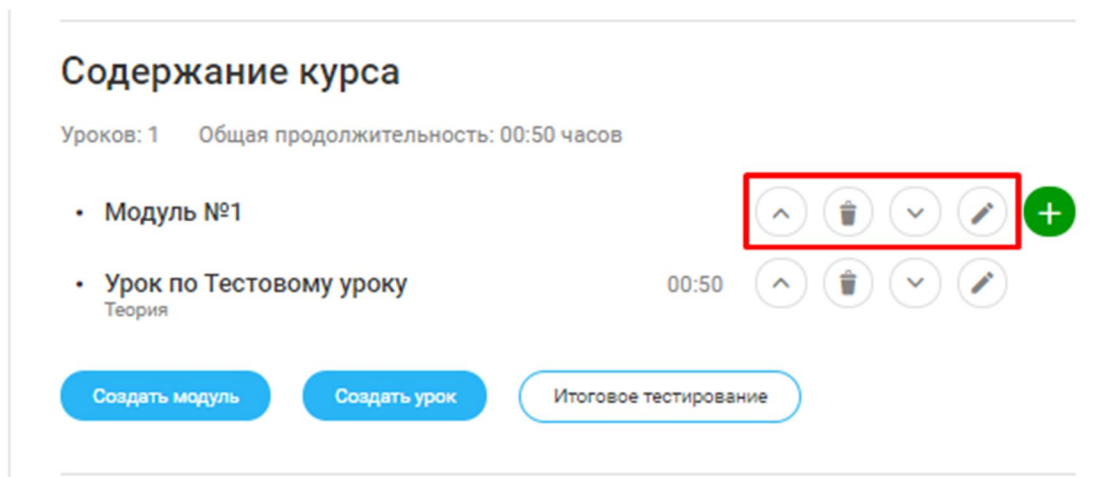 Содержание курса
Уроков: 1 Общая продолжительность: 00:50 часов
• Модуль №1
• Урок по Тестовому уроку 00:50
Теория
Создать модуль Создать урок Итоговое тестирование